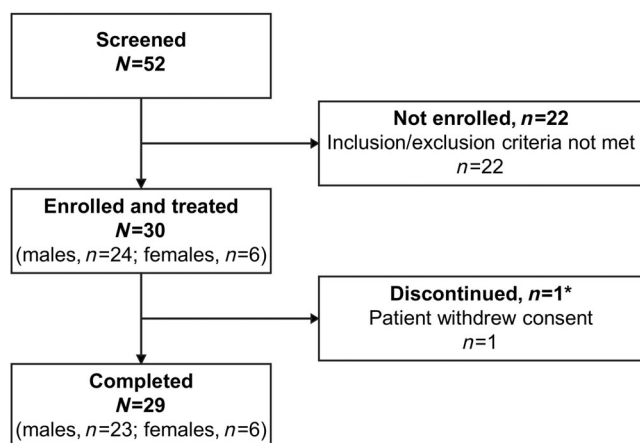 Screened
N=52
Not enrolled, n=22
Inclusion/exclusion criteria not met
n=22
Enrolled and treated
N=30
(males, n=24; females, n=6)
Discontinued, n=1*
Patient withdrew consent
n=1
Completed
N=29
(males, n=23; females, n=6)